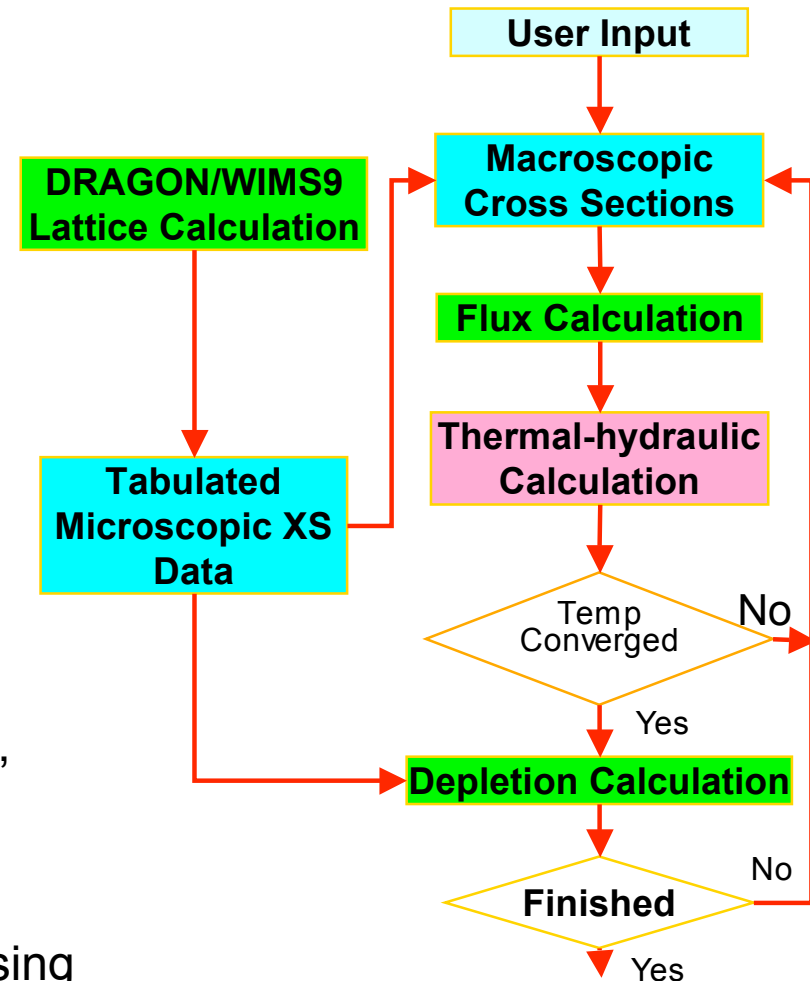 User Input
DRAGON/WIMS9
Lattice Calculation
Macroscopic
Cross Sections
Flux Calculation
Thermal-hydraulic
Calculation
Tabulated
Microscopic XS
Data
Temp
Converged
No
Yes
,
Depletion Calculation
Finished
No
sing
Yes